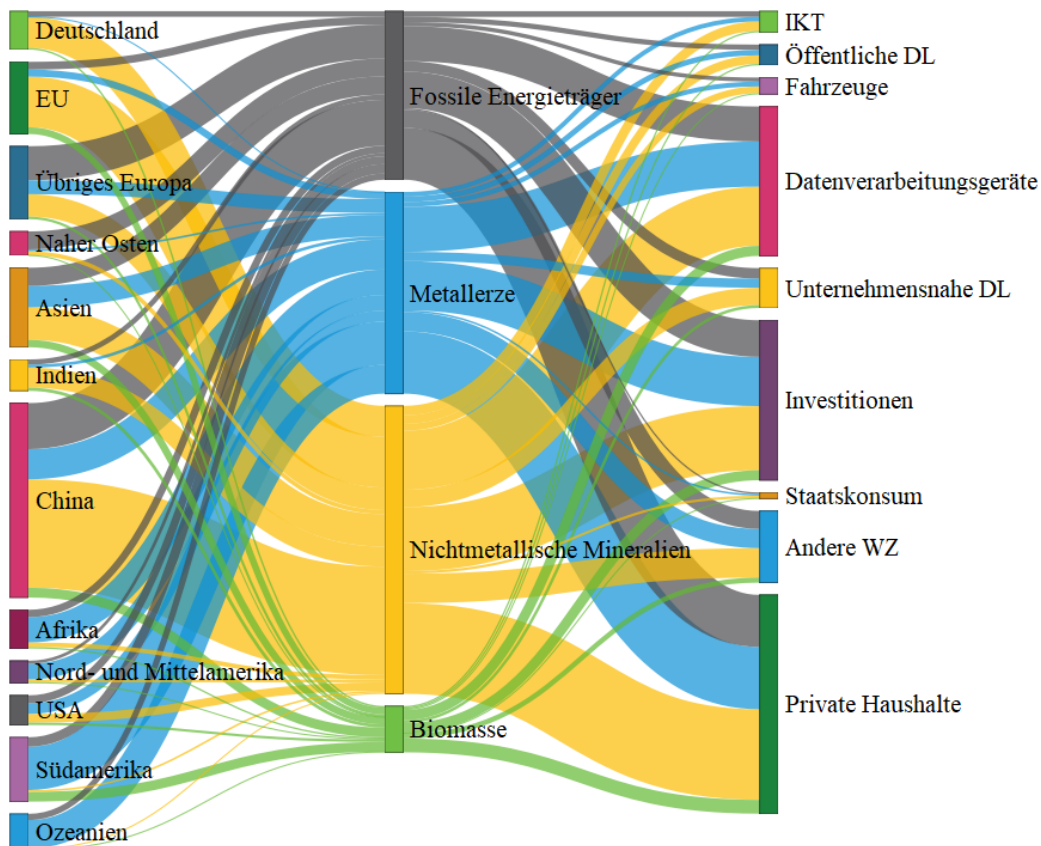 Deutschland
EU
Übriges Europa
Naher Osten
Asien
Indien
China
Afrika
Nord- und Mittelamerika
USA
Südamerika
Ozeanien
Fossile Energieträger
Metallerze
Nichtmetallische Mineralien
Biomasse
IKT
Öffentliche DL
Fahrzeuge
Datenverarbeitungsgeräte
Unternehmensnahe DL
Investitionen
Staatskonsum
Andere WZ
Private Haushalte